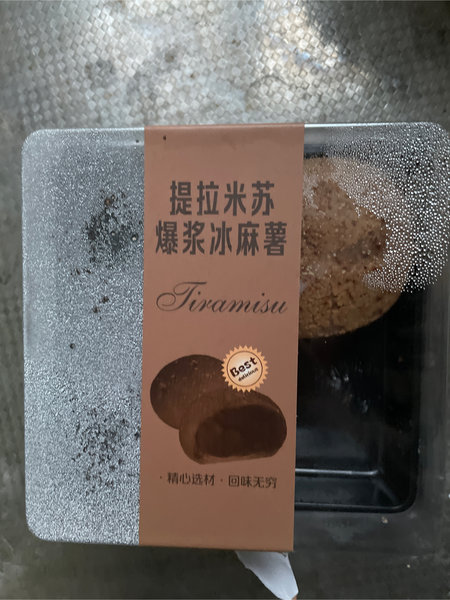 提拉米苏
爆浆冰麻薯
Tiramisu
Best
delicious
·精心选材·回味无穷